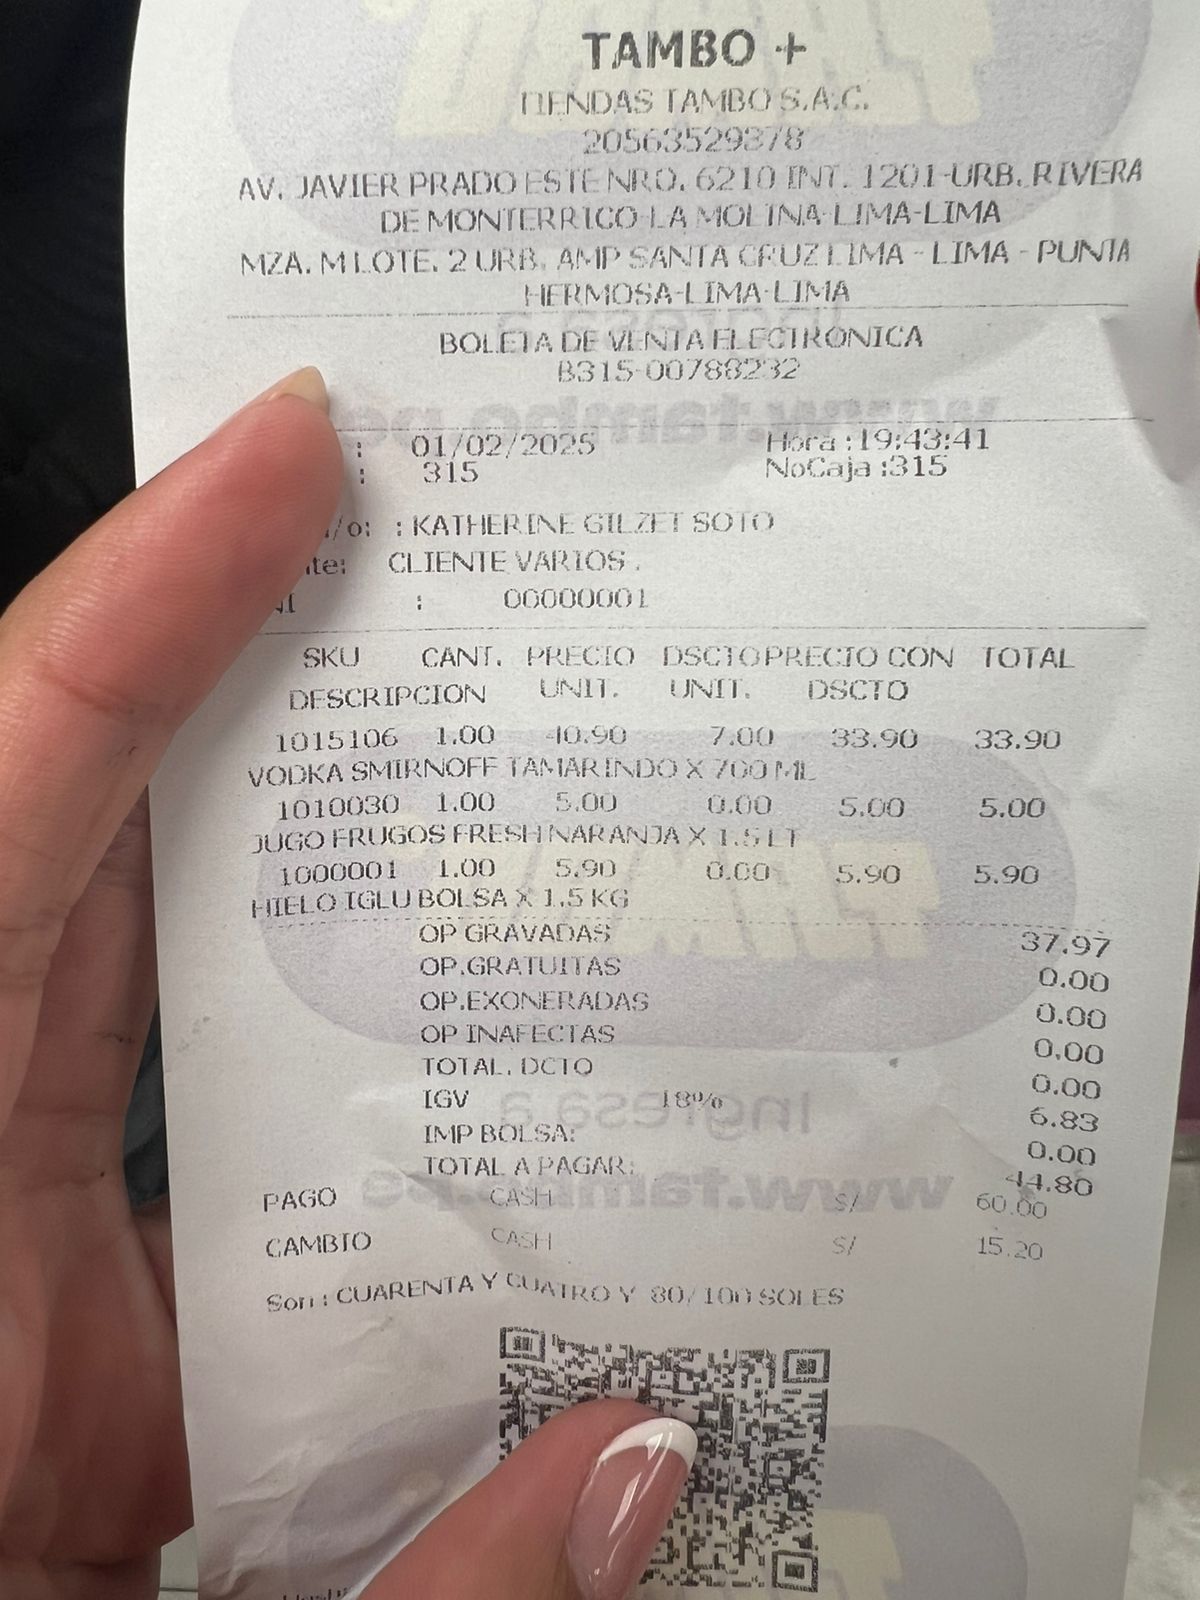 TAMBO +
TIENDAS TAMBO S.A.C.
20563529378
AV. JAVIER PRADO ESTE NRO. 6210 INT. 1201-URB. RIVERA
DE MONTERRICO-LA MOLINA-LIMA-LIMA
MZA. M LOTE. 2 URB. AMP SANTA CRUZ LIMA - LIMA - PUNTA
HERMOSA-LIMA-LIMA
BOLETA DE VENTA ELECTRONICA
B315-00788232
: 01/02/2025 Hora :19:43:41
: 315 NoCaja :315
/o: : KATHERINE GILZET SOTO
nte: CLIENTE VARIOS .
NI : 00000001
SKU CANT. PRECIO DSCTO PRECIO CON TOTAL
DESCRIPCION UNIT. UNIT. DSCTO
1015106 1.00 40.90 7.00 33.90 33.90
VODKA SMIRNOFF TAMARINDO X 700 ML
1010030 1.00 5.00 0.00 5.00 5.00
JUGO FRUGOS FRESH NARANJA X 1.5 LT
1000001 1.00 5.90 0.00 5.90 5.90
HIELO IGLU BOLSA X 1.5 KG
OP GRAVADAS 37.97
OP.GRATUITAS 0.00
OP.EXONERADAS 0.00
OP INAFECTAS 0.00
TOTAL. DCTO 0.00
IGV 18% 6.83
IMP BOLSA: 0.00
TOTAL A PAGAR: 44.80
PAGO CASH S/ 60.00
CAMBIO CASH S/ 15.20
Son : CUARENTA Y CUATRO Y 80/100 SOLES
Ingresa a
www.tambo.pe